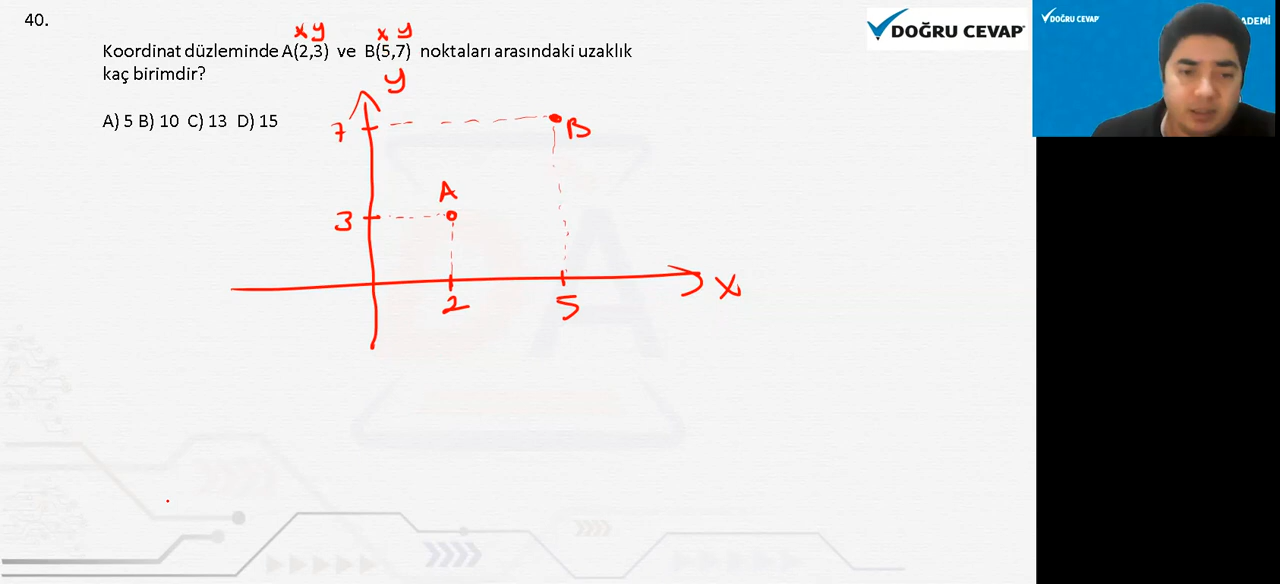 40.
x y x y
Koordinat düzleminde A(2,3) ve B(5,7) noktaları arasındaki uzaklık
kaç birimdir?
y
A) 5 B) 10 C) 13 D) 15
7
B
A
3
2
5
x
DOĞRU CEVAP
DOĞRU CEVAP
ADEMİ